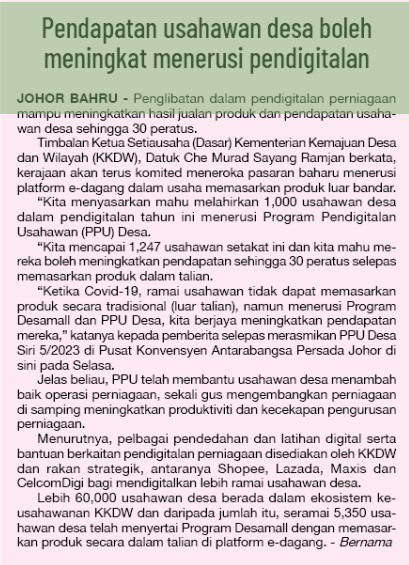 Pendapatan usahawan desa boleh
meningkat menerusi pendigitalan
JOHOR BAHRU - Penglibatan dalam pendigitalan perniagaan
mampu meningkatkan hasil jualan produk dan pendapatan usaha-
wan desa sehingga 30 peratus.
Timbalan Ketua Setiausaha (Dasar) Kementerian Kemajuan Desa
dan Wilayah (KKDW), Datuk Che Murad Sayang Ramjan berkata,
kerajaan akan terus komited meneroka pasaran baharu menerusi
platform e-dagang dalam usaha memasarkan produk luar bandar.
“Kita menyasarkan mahu melahirkan 1,000 usahawan desa
dalam pendigitalan tahun ini menerusi Program Pendigitalan
Usahawan (PPU) Desa.
“Kita mencapai 1,247 usahawan setakat ini dan kita mahu me-
reka boleh meningkatkan pendapatan sehingga 30 peratus selepas
memasarkan produk dalam talian.
“Ketika Covid-19, ramai usahawan tidak dapat memasarkan
produk secara tradisional (luar talian), namun menerusi Program
Desamall dan PPU Desa, kita berjaya meningkatkan pendapatan
mereka,” katanya kepada pemberita selepas merasmikan PPU Desa
Siri 5/2023 di Pusat Konvensyen Antarabangsa Persada Johor di
sini pada Selasa.
Jelas beliau, PPU telah membantu usahawan desa menambah
baik operasi perniagaan, sekali gus mengembangkan perniagaan
di samping meningkatkan produktiviti dan kecekapan pengurusan
perniagaan.
Menurutnya, pelbagai pendedahan dan latihan digital serta
bantuan berkaitan pendigitalan perniagaan disediakan oleh KKDW
dan rakan strategik, antaranya Shopee, Lazada, Maxis dan
CelcomDigi bagi mendigitalkan lebih ramai usahawan desa.
Lebih 60,000 usahawan desa berada dalam ekosistem ke-
usahawanan KKDW dan daripada jumlah itu, seramai 5,350 usa-
hawan desa telah menyertai Program Desamall dengan memasar-
kan produk secara dalam talian di platform e-dagang. - Bernama